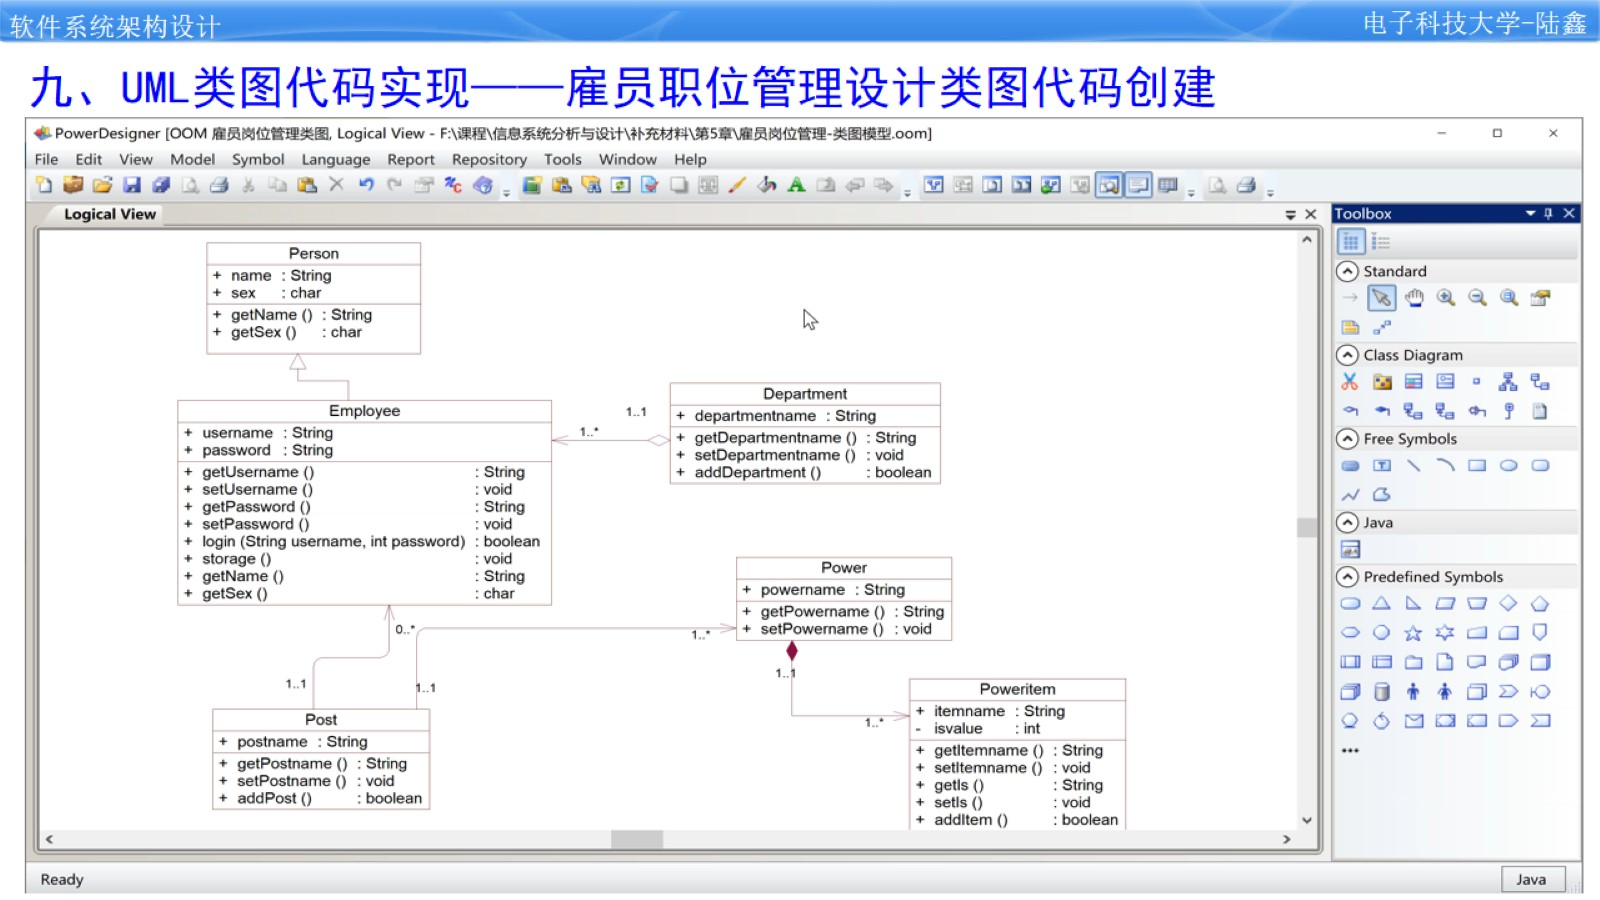 软件系统架构设计
电子科技大学-陆鑫
九、UML类图代码实现——雇员职位管理设计类图代码创建
PowerDesigner [OOM 雇员岗位管理类图, Logical View - F:\课程\信息系统分析与设计\补充材料\第5章\雇员岗位管理-类图模型.oom]
File Edit View Model Symbol Language Report Repository Tools Window Help
Logical View
Toolbox
Standard
Class Diagram
Free Symbols
Java
Predefined Symbols
Person
+ name : String
+ sex : char
+ getName () : String
+ getSex () : char
Employee
+ username : String
+ password : String
+ getUsername () : String
+ setUsername () : void
+ getPassword () : String
+ setPassword () : void
+ login (String username, int password) : boolean
+ storage () : void
+ getName () : String
+ getSex () : char
1..1
1..*
Department
+ departmentname : String
+ getDepartmentname () : String
+ setDepartmentname () : void
+ addDepartment () : boolean
Power
+ powername : String
+ getPowername () : String
+ setPowername () : void
0..*
1..*
1..1
1..1
1..1
1..*
Post
+ postname : String
+ getPostname () : String
+ setPostname () : void
+ addPost () : boolean
Poweritem
+ itemname : String
- isvalue : int
+ getItemname () : String
+ setItemname () : void
+ getIs () : String
+ setIs () : void
+ addItem () : boolean
Ready
Java